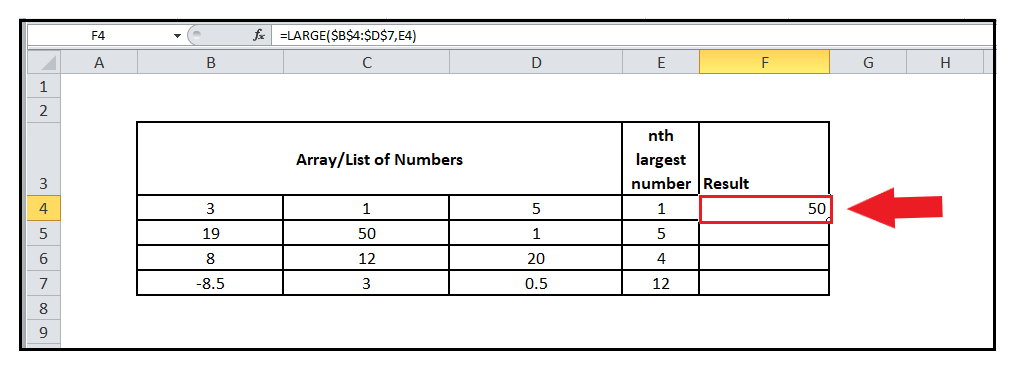 F4 fx =LARGE($B$4:$D$7,E4)
A B C D E F G H
1
2
3 Array/List of Numbers nth largest number Result
4 3 1 5 1 50
5 19 50 1 5
6 8 12 20 4
7 -8.5 3 0.5 12
8
9